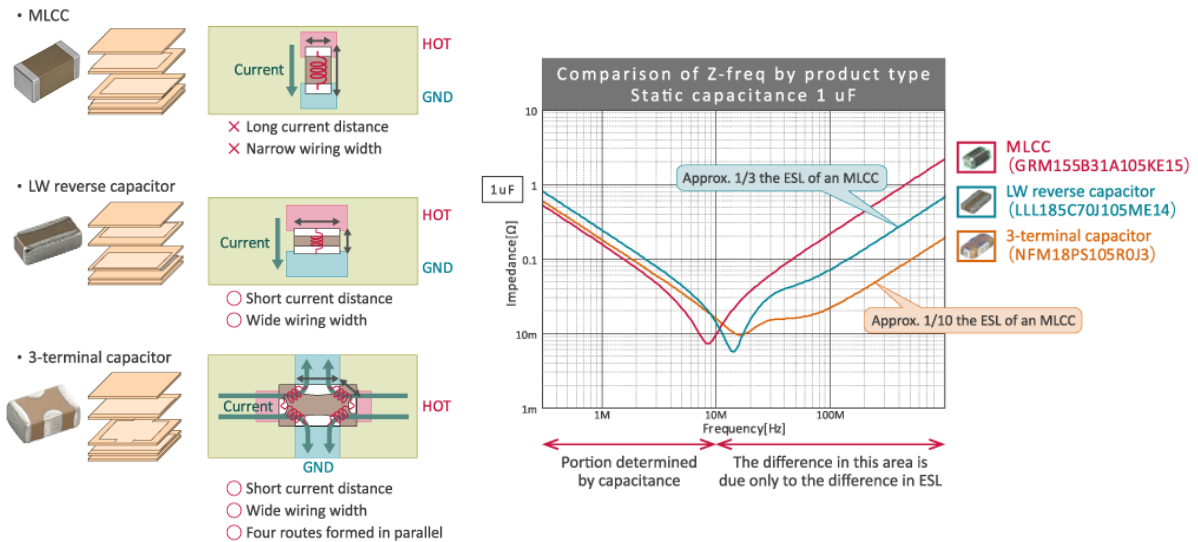 ・ MLCC
Current
HOT
GND
× Long current distance
× Narrow wiring width
・ LW reverse capacitor
Current
HOT
GND
○ Short current distance
○ Wide wiring width
・ 3-terminal capacitor
Current
HOT
GND
○ Short current distance
○ Wide wiring width
○ Four routes formed in parallel
Comparison of Z-freq by product type
Static capacitance 1 uF
1uF
Impedance[Ω]
10
1
0.1
10m
1m
1M
10M
100M
Frequency[Hz]
Approx. 1/3 the ESL of an MLCC
Approx. 1/10 the ESL of an MLCC
Portion determined
by capacitance
The difference in this area is
due only to the difference in ESL
MLCC
(GRM155B31A105KE15)
LW reverse capacitor
(LLL185C70J105ME14)
3-terminal capacitor
(NFM18PS105R0J3)